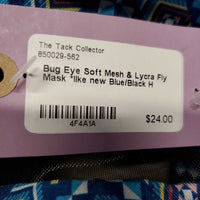 The Tack Collector
850029-562
Bug Eye Soft Mesh & Lycra Fly
Mask *like new Blue/Black H
$24.00
4F4A1A